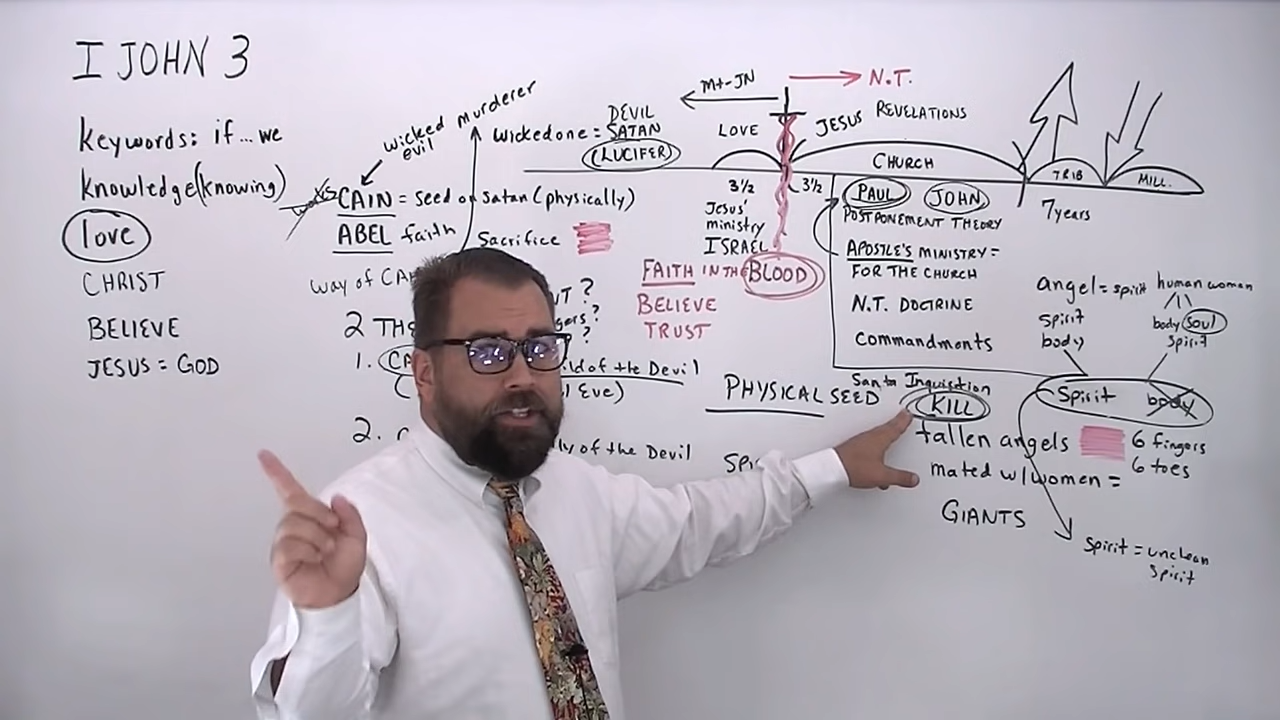 I JOHN 3
Keywords: if...we
Knowledge (knowing)
love
CHRIST
BELIEVE
JESUS = GOD
wicked murderer
evil
works
CAIN = seed of satan (physically)
ABEL faith
Sacrifice
way of CA
2 THE
1. CA
ild of the Devil
l Eve)
2. C
ly of the Devil
Wicked one =
DEVIL
SATAN
(LUCIFER)
Mt-JN
N.T.
LOVE
JESUS REVELATIONS
CHURCH
TRIB
MILL.
7 years
3½
3½
Jesus'
ministry
ISRAEL
FAITH IN THE BLOOD
BELIEVE
TRUST
PAUL
JOHN
POSTPONEMENT THEORY
APOSTLE'S MINISTRY =
FOR THE CHURCH
N.T. DOCTRINE
Commandments
angel = spirit
spirit
body
human woman
body soul
spirit
PHYSICAL SEED
Inquisition
KILL
Spirit body
fallen angels
6 fingers
6 toes
mated w/women =
GIANTS
Spirit = unclean
spirit